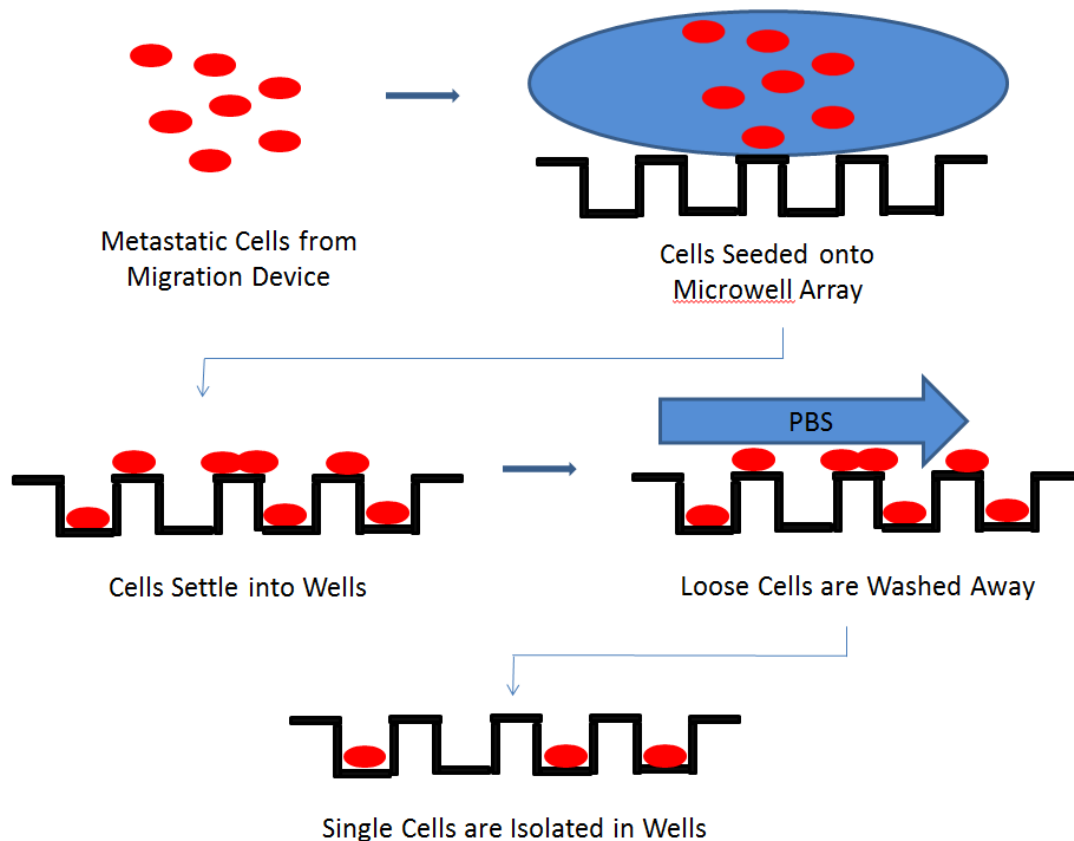 Metastatic Cells from
Migration Device
Cells Seeded onto
Microwell Array
PBS
Cells Settle into Wells
Loose Cells are Washed Away
Single Cells are Isolated in Wells